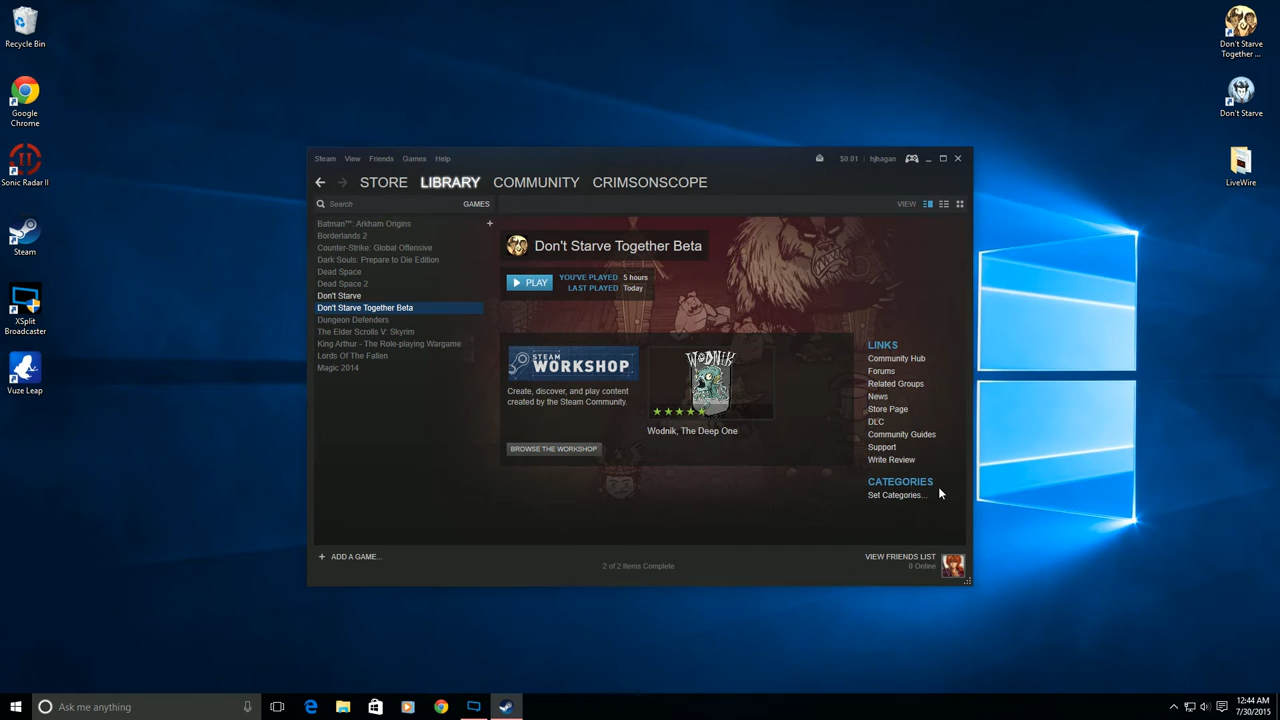 Recycle Bin
Google
Chrome
Sonic Radar II
Steam
XSplit
Broadcaster
Vuze Leap
Don't Starve
Together ...
Don't Starve
LiveWire
Steam View Friends Games Help
$0.01 hjhagan
STORE LIBRARY COMMUNITY CRIMSONSCOPE
Search GAMES VIEW
Batman™: Arkham Origins
Borderlands 2
Counter-Strike: Global Offensive
Dark Souls: Prepare to Die Edition
Dead Space
Dead Space 2
Don't Starve
Don't Starve Together Beta
Dungeon Defenders
The Elder Scrolls V: Skyrim
King Arthur - The Role-playing Wargame
Lords Of The Fallen
Magic 2014
Don't Starve Together Beta
PLAY
YOU'VE PLAYED 5 hours
LAST PLAYED Today
STEAM
WORKSHOP
Create, discover, and play content
created by the Steam Community.
BROWSE THE WORKSHOP
WODNIK
Wodnik, The Deep One
LINKS
Community Hub
Forums
Related Groups
News
Store Page
DLC
Community Guides
Support
Write Review
CATEGORIES
Set Categories...
+ ADD A GAME...
2 of 2 Items Complete
VIEW FRIENDS LIST
0 Online
Ask me anything
12:44 AM
7/30/2015